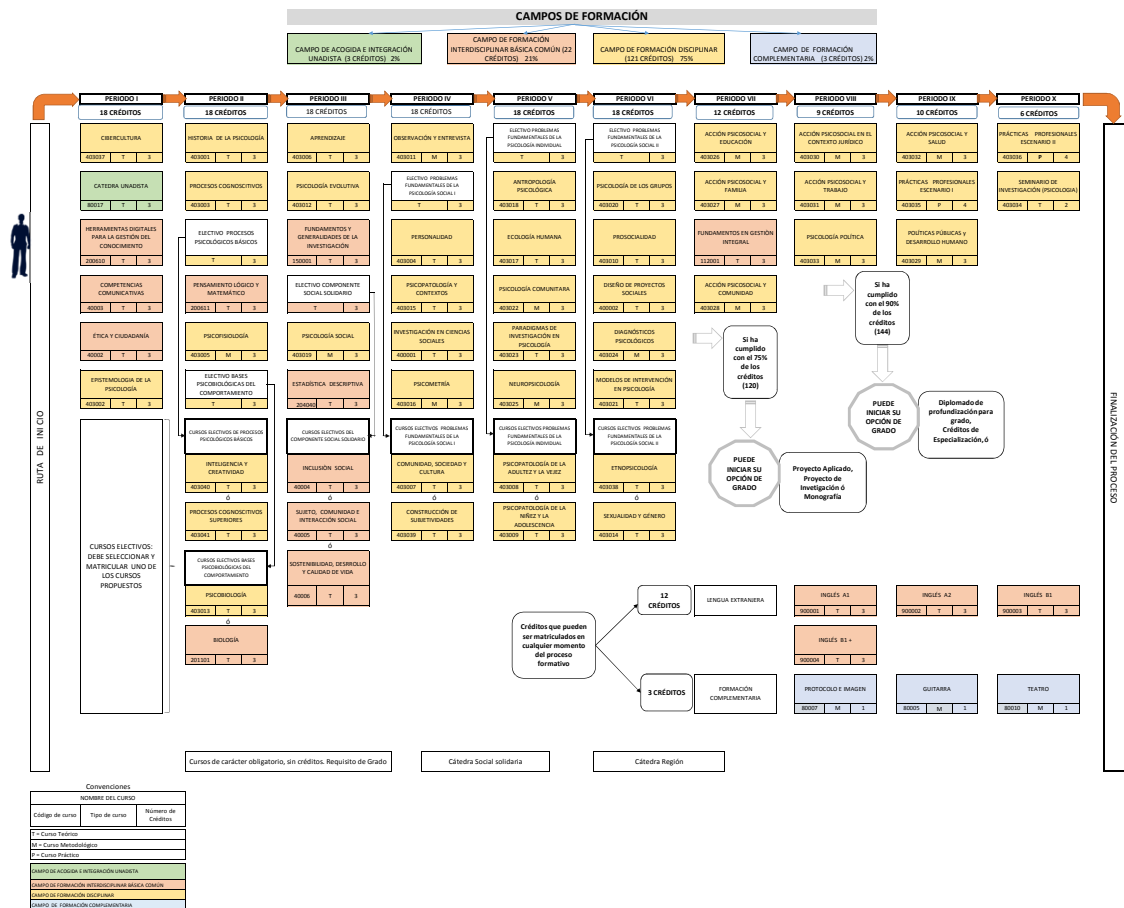 CAMPOS DE FORMACIÓN
CAMPO DE ACOGIDA E INTEGRACIÓN
UNADISTA (3 CRÉDITOS) 2%
CAMPO DE FORMACIÓN
INTERDISCIPLINAR BÁSICA COMÚN (22
CRÉDITOS) 21%
CAMPO DE FORMACIÓN DISCIPLINAR
(121 CRÉDITOS) 75%
CAMPO DE FORMACIÓN
COMPLEMENTARIA (3 CRÉDITOS) 2%
PERIODO I
PERIODO II
PERIODO III
PERIODO IV
PERIODO V
PERIODO VI
PERIODO VII
PERIODO VIII
PERIODO IX
PERIODO X
18 CRÉDITOS
18 CRÉDITOS
18 CRÉDITOS
18 CRÉDITOS
18 CRÉDITOS
18 CRÉDITOS
12 CRÉDITOS
9 CRÉDITOS
10 CRÉDITOS
6 CRÉDITOS
RUTA DE INICIO
CIBERCULTURA
403037 T 3
CATEDRA UNADISTA
80017 T 3
HERRAMIENTAS DIGITALES
PARA LA GESTIÓN DEL
CONOCIMIENTO
200610 T 3
COMPETENCIAS
COMUNICATIVAS
40003 T 3
ÉTICA Y CIUDADANÍA
40002 T 3
EPISTEMOLOGIA DE LA
PSICOLOGÍA
403002 T 3
CURSOS ELECTIVOS:
DEBE SELECCIONAR Y
MATRICULAR UNO DE
LOS CURSOS
PROPUESTOS
HISTORIA DE LA PSICOLOGÍA
403001 T 3
PROCESOS COGNOSCITIVOS
403003 T 3
ELECTIVO PROCESOS
PSICOLÓGICOS BÁSICOS
T 3
PENSAMIENTO LÓGICO Y
MATEMÁTICO
200611 T 3
PSICOFISIOLOGÍA
403005 M 3
ELECTIVO BASES
PSICOBIOLÓGICAS DEL
COMPORTAMIENTO
T 3
CURSOS ELECTIVOS DE PROCESOS
PSICOLÓGICOS BÁSICOS
INTELIGENCIA Y
CREATIVIDAD
403040 T 3
ó
PROCESOS COGNOSCITIVOS
SUPERIORES
403041 T 3
CURSOS ELECTIVOS BASES
PSICOBIOLÓGICAS DEL
COMPORTAMIENTO
PSICOBIOLOGÍA
403013 T 3
ó
BIOLOGÍA
201101 T 3
APRENDIZAJE
403006 T 3
PSICOLOGÍA EVOLUTIVA
403012 T 3
FUNDAMENTOS Y
GENERALIDADES DE LA
INVESTIGACIÓN
150001 T 3
ELECTIVO COMPONENTE
SOCIAL SOLIDARIO
T 3
PSICOLOGÍA SOCIAL
403019 M 3
ESTADÍSTICA DESCRIPTIVA
204040 T 3
CURSOS ELECTIVOS DEL
COMPONENTE SOCIAL SOLIDARIO
INCLUSIÓN SOCIAL
40004 T 3
ó
SUJETO, COMUNIDAD E
INTERACCIÓN SOCIAL
40005 T 3
ó
SOSTENIBILIDAD, DESRROLLO
Y CALIDAD DE VIDA
40006 T 3
OBSERVACIÓN Y ENTREVISTA
403011 M 3
ELECTIVO PROBLEMAS
FUNDAMENTALES DE LA
PSICOLOGÍA SOCIAL I
T 3
PERSONALIDAD
403004 T 3
PSICOPATOLOGÍA Y
CONTEXTOS
403015 T 3
INVESTIGACIÓN EN CIENCIAS
SOCIALES
400001 T 3
PSICOMETRÍA
403016 M 3
CURSOS ELECTIVOS PROBLEMAS
FUNDAMENTALES DE LA
PSICOLOGÍA SOCIAL I
COMUNIDAD, SOCIEDAD Y
CULTURA
403007 T 3
ó
CONSTRUCCIÓN DE
SUBJETIVIDADES
403039 T 3
ELECTIVO PROBLEMAS
FUNDAMENTALES DE LA
PSICOLOGÍA INDIVIDUAL
T 3
ANTROPOLOGÍA
PSICOLÓGICA
403018 T 3
ECOLOGÍA HUMANA
403017 T 3
PSICOLOGÍA COMUNITARA
403022 M 3
PARADIGMAS DE
INVESTIGACIÓN EN
PSICOLOGÍA
403023 T 3
NEUROPSICOLOGÍA
403025 M 3
CURSOS ELECTIVOS PROBLEMAS
FUNDAMENTALES DE LA
PSICOLOGÍA INDIVIDUAL
PSICOPATOLOGÍA DE LA
ADULTEZ Y LA VEJEZ
403008 T 3
ó
PSICOPATOLOGÍA DE LA
NIÑEZ Y LA
ADOLESCENCIA
403009 T 3
ELECTIVO PROBLEMAS
FUNDAMENTALES DE LA
PSICOLOGÍA SOCIAL II
T 3
PSICOLOGÍA DE LOS GRUPOS
403020 T 3
PROSOCIALIDAD
403010 T 3
DISEÑO DE PROYECTOS
SOCIALES
400002 T 3
DIAGNÓSTICOS
PSICOLÓGICOS
403024 M 3
MODELOS DE INTERVENCIÓN
EN PSICOLOGÍA
403021 T 3
CURSOS ELECTIVOS PROBLEMAS
FUNDAMENTALES DE LA
PSICOLOGÍA SOCIAL II
ETNOPSICOLOGÍA
403038 T 3
ó
SEXUALIDAD Y GÉNERO
403014 T 3
ACCIÓN PSICOSOCIAL Y
EDUCACIÓN
403026 M 3
ACCIÓN PSICOSOCIAL Y
FAMILIA
403027 M 3
FUNDAMENTOS EN GESTIÓN
INTEGRAL
112001 T 3
ACCIÓN PSICOSOCIAL Y
COMUNIDAD
403028 M 3
Si ha
cumplido
con el 75%
de los
créditos
(120)
PUEDE
INICIAR SU
OPCIÓN DE
GRADO
Proyecto Aplicado,
Proyecto de
Invetigación ó
Monografía
ACCIÓN PSICOSOCIAL EN EL
CONTEXTO JURÍDICO
403030 M 3
ACCIÓN PSICOSOCIAL Y
TRABAJO
403031 M 3
PSICOLOGÍA POLÍTICA
403033 M 3
Si ha
cumplido
con el 90%
de los
créditos
(144)
PUEDE
INICIAR SU
OPCIÓN DE
GRADO
Diplomado de
profundización para
grado,
Créditos de
Especialización, ó
ACCIÓN PSICOSOCIAL Y
SALUD
403032 M 3
PRÁCTICAS PROFESIONALES
ESCENARIO I
403035 P 4
POLÍTICAS PÚBLICAS y
DESARROLLO HUMANO
403029 M 3
PRÁCTICAS PROFESIONALES
ESCENARIO II
403036 P 4
SEMINARIO DE
INVESTIGACIÓN (PSICOLOGIA)
403034 T 2
FINALIZACIÓN DEL PROCESO
Créditos que pueden
ser matriculados en
cualquier momento
del proceso
formativo
12
CRÉDITOS
LENGUA EXTRANJERA
INGLÉS A1
900001 T 3
INGLÉS A2
900002 T 3
INGLÉS B1
900003 T 3
INGLÉS B1 +
900004 T 3
3 CRÉDITOS
FORMACIÓN
COMPLEMENTARIA
PROTOCOLO E IMAGEN
80007 M 1
GUITARRA
80005 M 1
TEATRO
80010 M 1
Cursos de carácter obligatorio, sin créditos. Requisito de Grado
Cátedra Social solidaria
Cátedra Región
Convenciones
NOMBRE DEL CURSO
Código de curso
Tipo de curso
Número de
Créditos
T = Curso Teórico
M = Curso Metodológico
P = Curso Práctico
CAMPO DE ACOGIDA E INTEGRACIÓN UNADISTA
CAMPO DE FORMACIÓN INTERDISCIPLINAR BÁSICA COMÚN
CAMPO DE FORMACIÓN DISCIPLINAR
CAMPO DE FORMACIÓN COMPLEMENTARIA